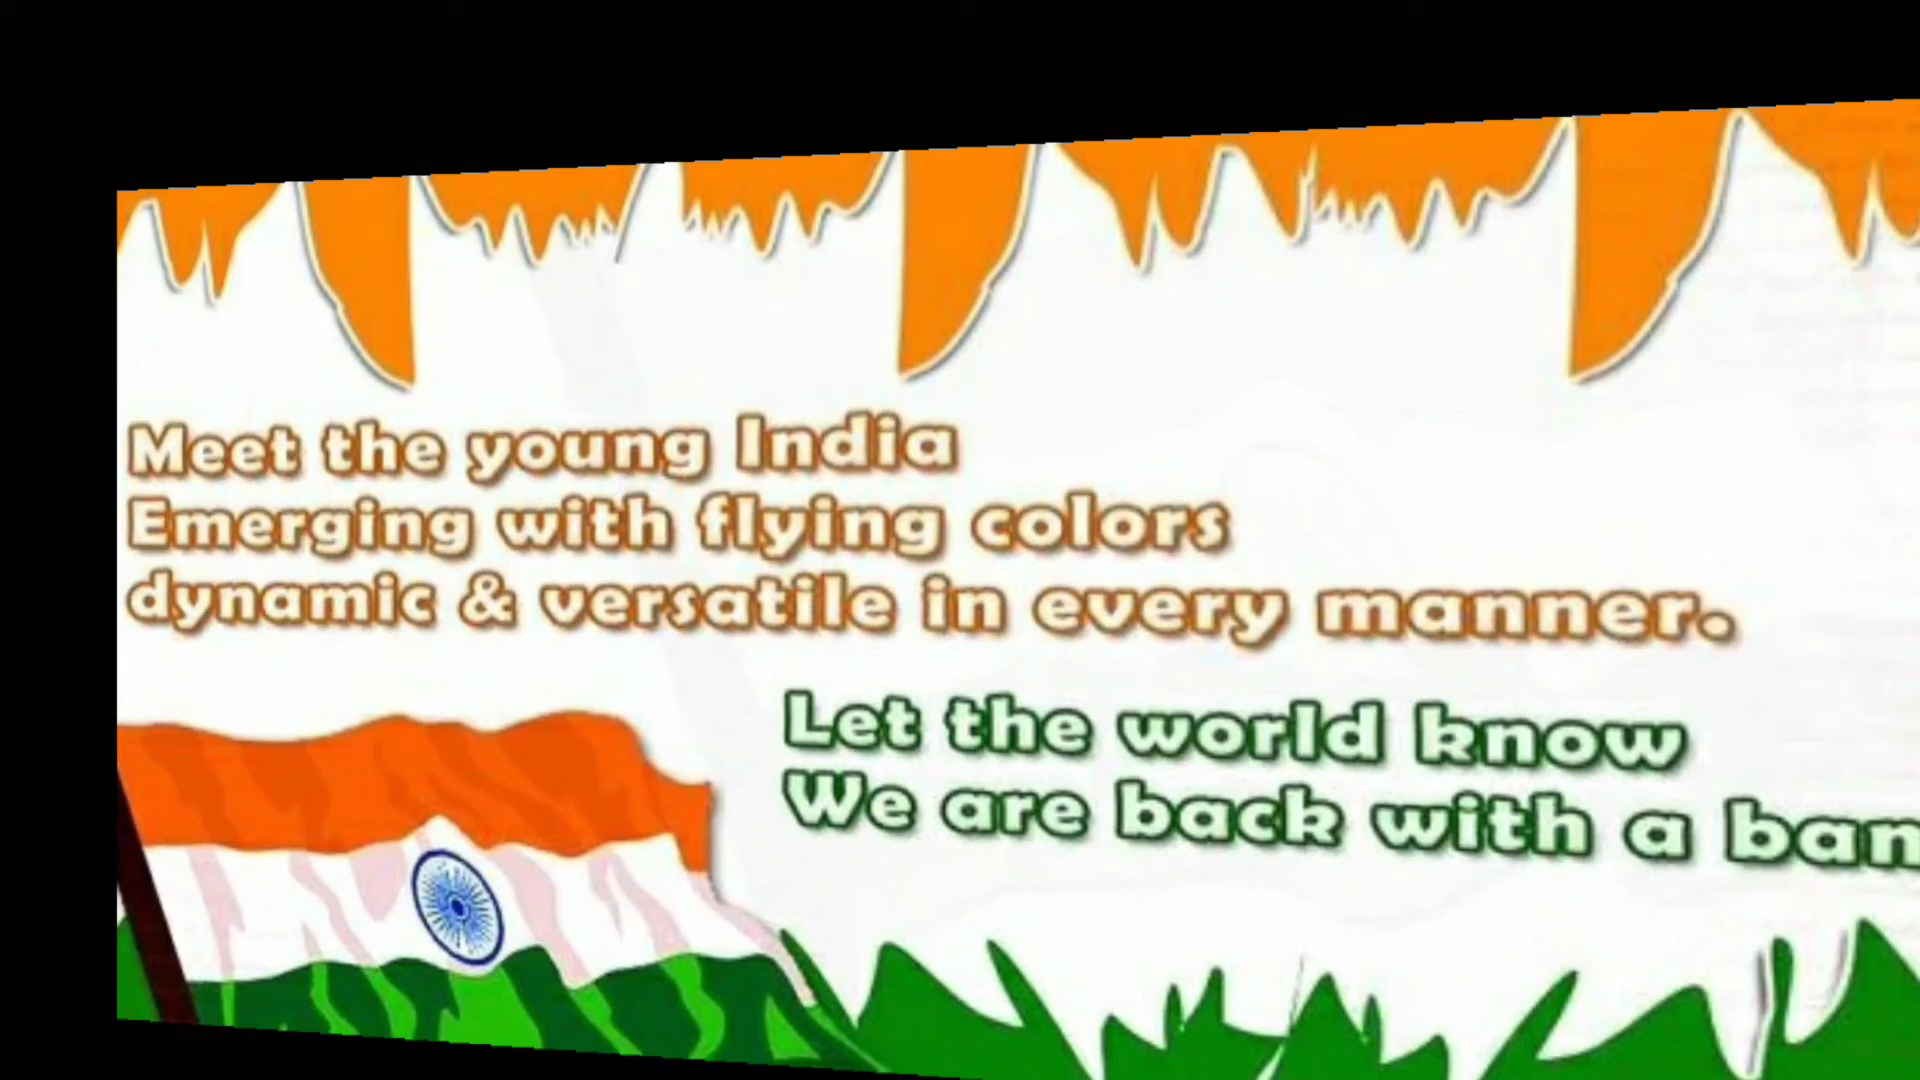 Meet the young India
Emerging with flying colors
dynamic & versatile in every manner.
Let the world know
We are back with a ban